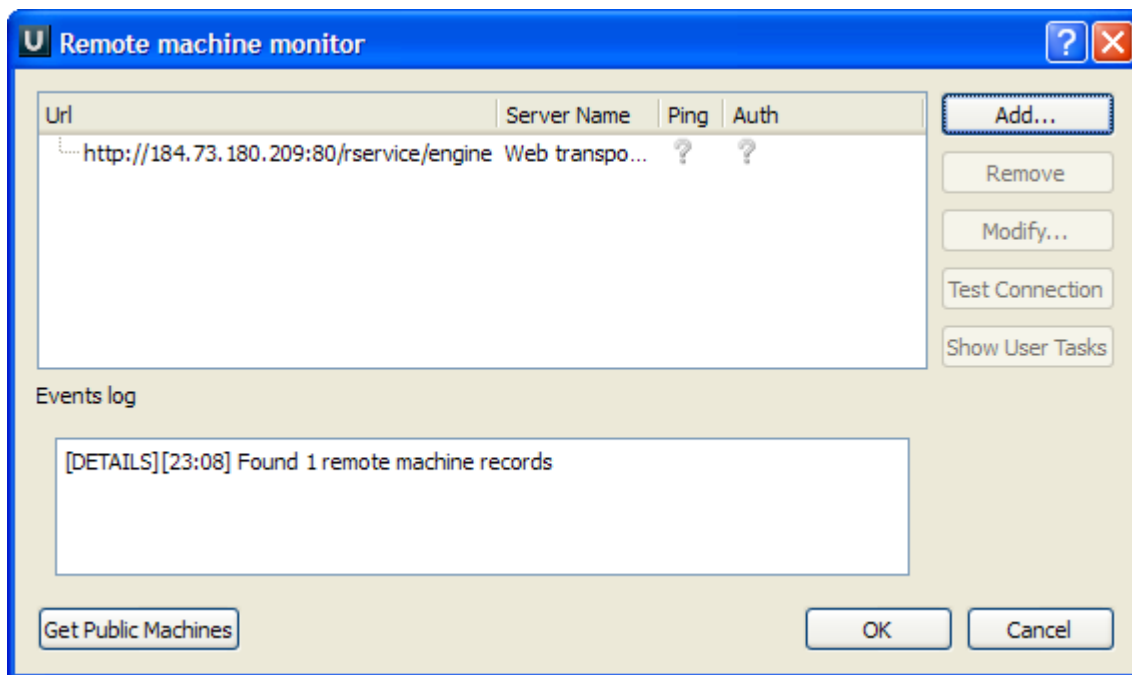 U Remote machine monitor
Url Server Name Ping Auth
http://184.73.180.209:80/rservice/engine Web transpo... ? ?
Add...
Remove
Modify...
Test Connection
Show User Tasks
Events log
[DETAILS][23:08] Found 1 remote machine records
Get Public Machines OK Cancel